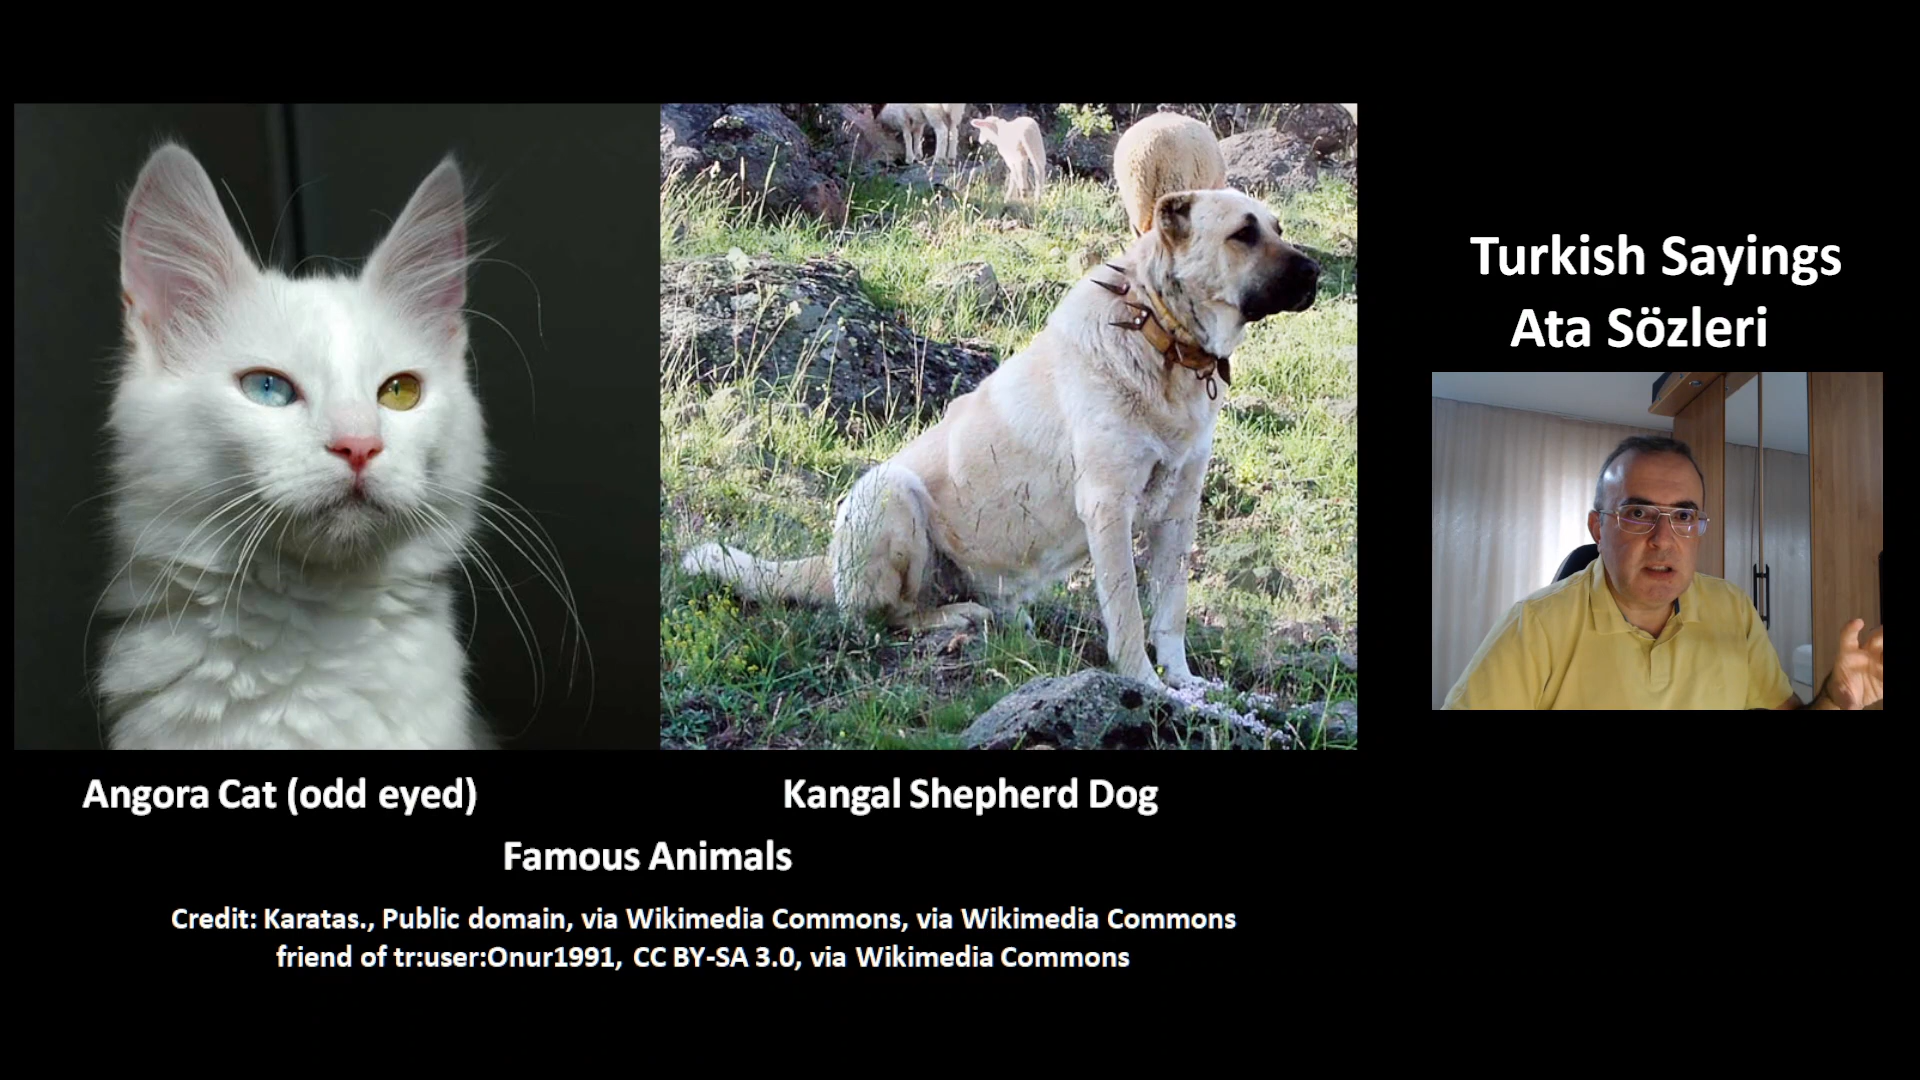 Turkish Sayings
Ata Sözleri
Angora Cat (odd eyed)
Kangal Shepherd Dog
Famous Animals
Credit: Karatas., Public domain, via Wikimedia Commons, via Wikimedia Commons
friend of tr:user:Onur1991, CC BY-SA 3.0, via Wikimedia Commons